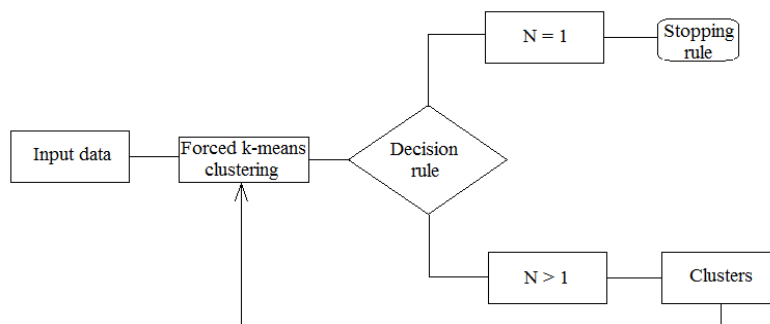 N = 1
Stopping
rule
Input data
Forced k-means
clustering
Decision
rule
N > 1
Clusters